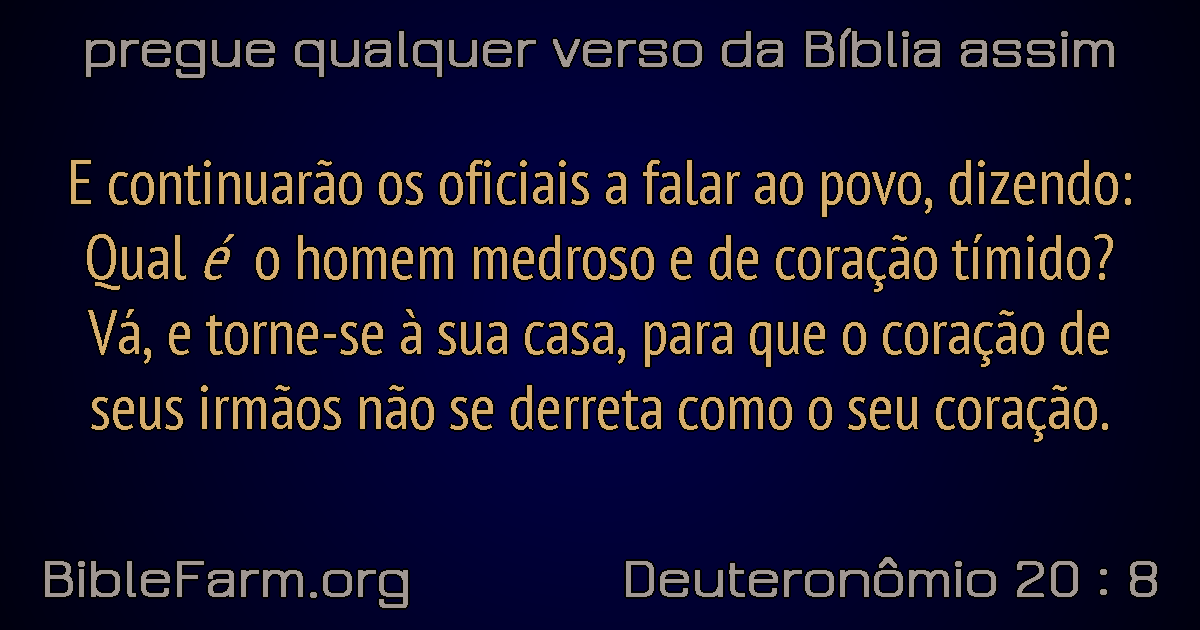 pregue qualquer verso da Bíblia assim
E continuarão os oficiais a falar ao povo, dizendo:
Qual é o homem medroso e de coração tímido?
Vá, e torne-se à sua casa, para que o coração de
seus irmãos não se derreta como o seu coração.
BibleFarm.org
Deuteronômio 20 : 8